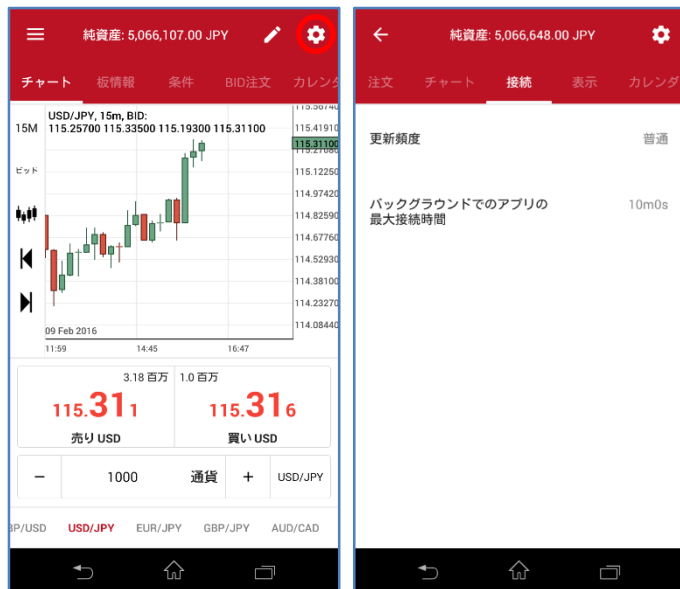 純資産: 5,066,107.00 JPY
チャート 板情報 条件 BID注文 カレンダ
USD/JPY, 15m, BID:
15M 115.25700 115.33500 115.19300 115.31100
ビッド
115.56740
115.41910
115.31100
115.27080
115.12250
114.97420
114.82590
114.67760
114.52930
114.38100
114.23270
114.08440
09 Feb 2016
11:59 14:45 16:47
3.18 百万 1.0 百万
115.311 115.316
売り USD 買い USD
− 1000 通貨 + USD/JPY
BP/USD USD/JPY EUR/JPY GBP/JPY AUD/CAD
純資産: 5,066,648.00 JPY
注文 チャート 接続 表示 カレンダ
更新頻度 普通
バックグラウンドでのアプリの 10m0s
最大接続時間